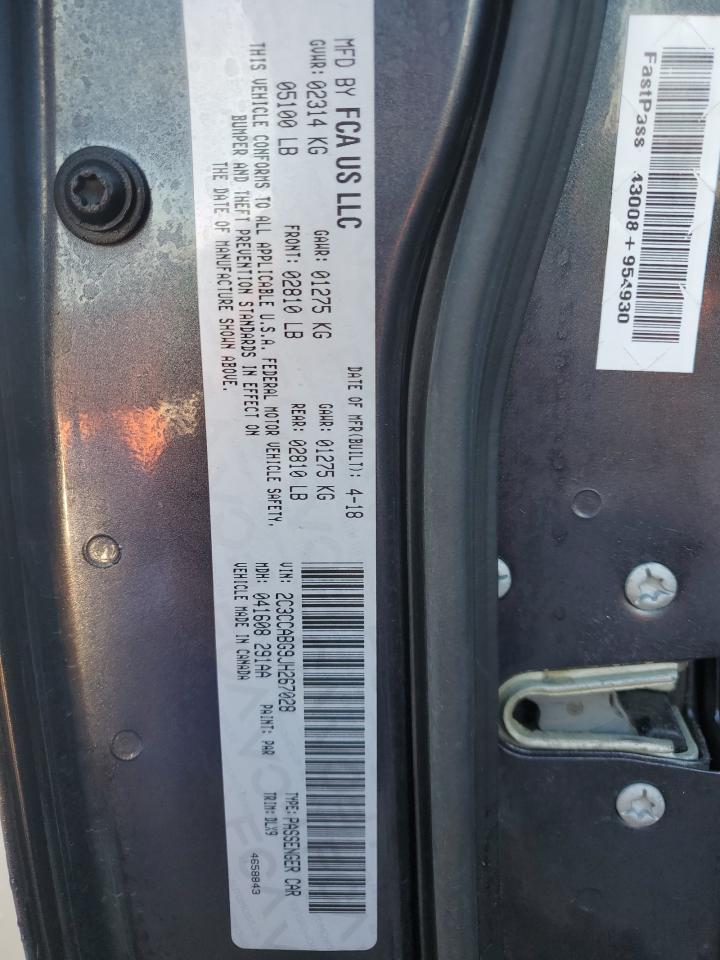 MFD BY FCA US LLC
DATE OF MFR(BUILT): 4-18
GVWR: 02314 KG
GAWR: 01275 KG
GAWR: 01275 KG
05100 LB
FRONT: 02810 LB
REAR: 02810 LB
THIS VEHICLE CONFORMS TO ALL APPLICABLE U.S.A. FEDERAL MOTOR VEHICLE SAFETY,
BUMPER AND THEFT PREVENTION STANDARDS IN EFFECT ON
THE DATE OF MANUFACTURE SHOWN ABOVE.
VIN: 2C3CCABG9JH267028
TYPE: PASSENGER CAR
MDH: 041608 291AA
PAINT: PAR
TRIM: DLX9
VEHICLE MADE IN CANADA
4658843
FastPass 43008+954930